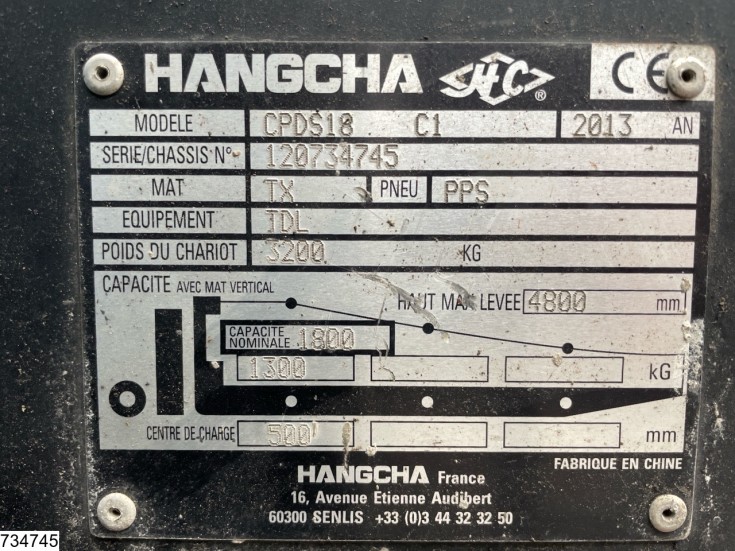 HANGCHA HC ® CE
MODELE CPDS18 C1 2013 AN
SERIE/CHASSIS N° 120734745
MAT TX PNEU PPS
EQUIPEMENT TDL
POIDS DU CHARIOT 3200 KG
CAPACITE AVEC MAT VERTICAL
HAUT MAX LEVEE 4800 mm
CAPACITE NOMINALE 1800
1300 KG
CENTRE DE CHARGE 500 mm
FABRIQUE EN CHINE
HANGCHA France
16, Avenue Etienne Audibert
60300 SENLIS +33 (0)3 44 32 32 50
734745